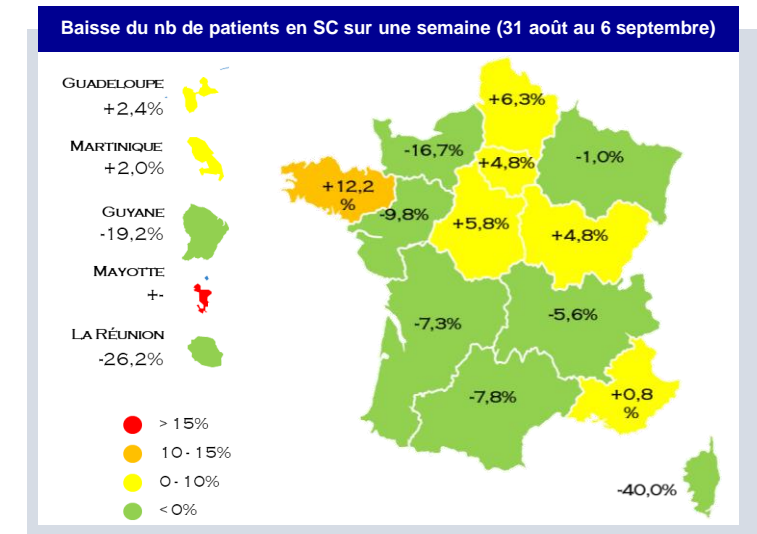 Baisse du nb de patients en SC sur une semaine (31 août au 6 septembre)
GUADELOUPE
+2,4%
MARTINIQUE
+2,0%
GUYANE
-19,2%
MAYOTTE
+-
LA RÉUNION
-26,2%
> 15%
10 - 15%
0 - 10%
< 0%
+6,3%
-16,7%
+4,8%
-1,0%
+12,2
%
-9,8%
+5,8%
+4,8%
-7,3%
-5,6%
-7,8%
+0,8
%
-40,0%